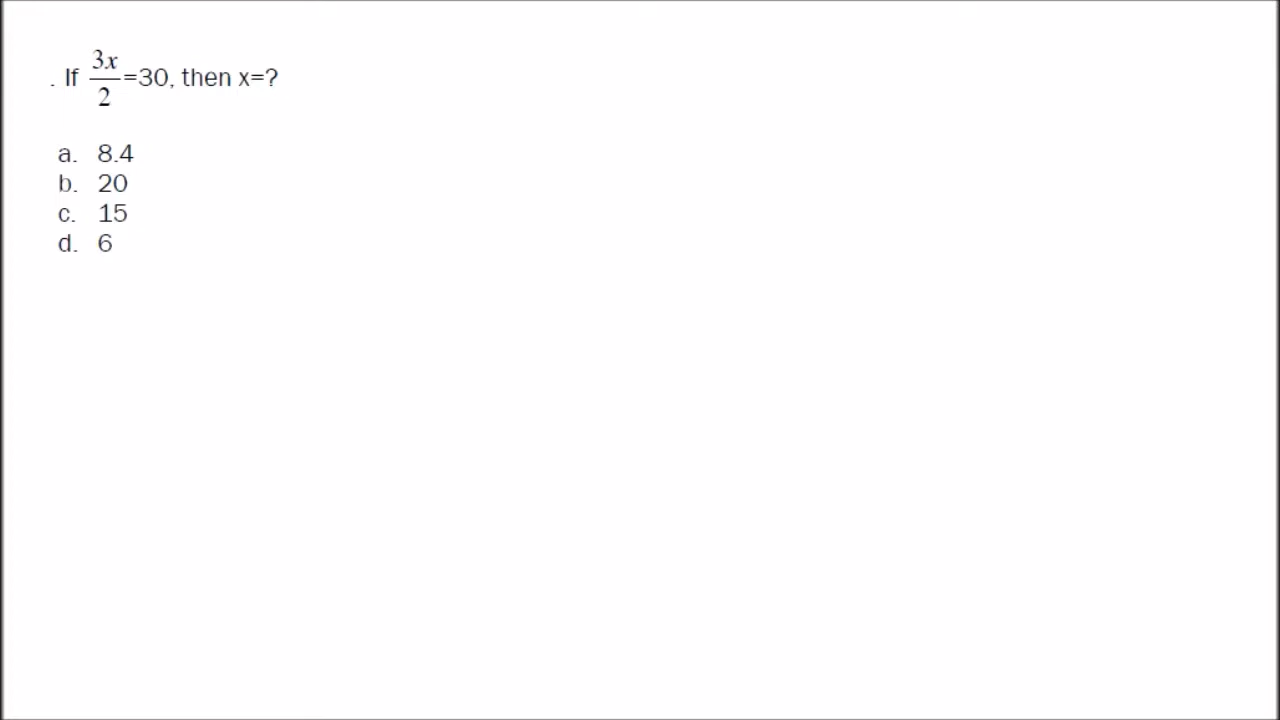 . If 3x/2=30, then x=?
a. 8.4
b. 20
c. 15
d. 6